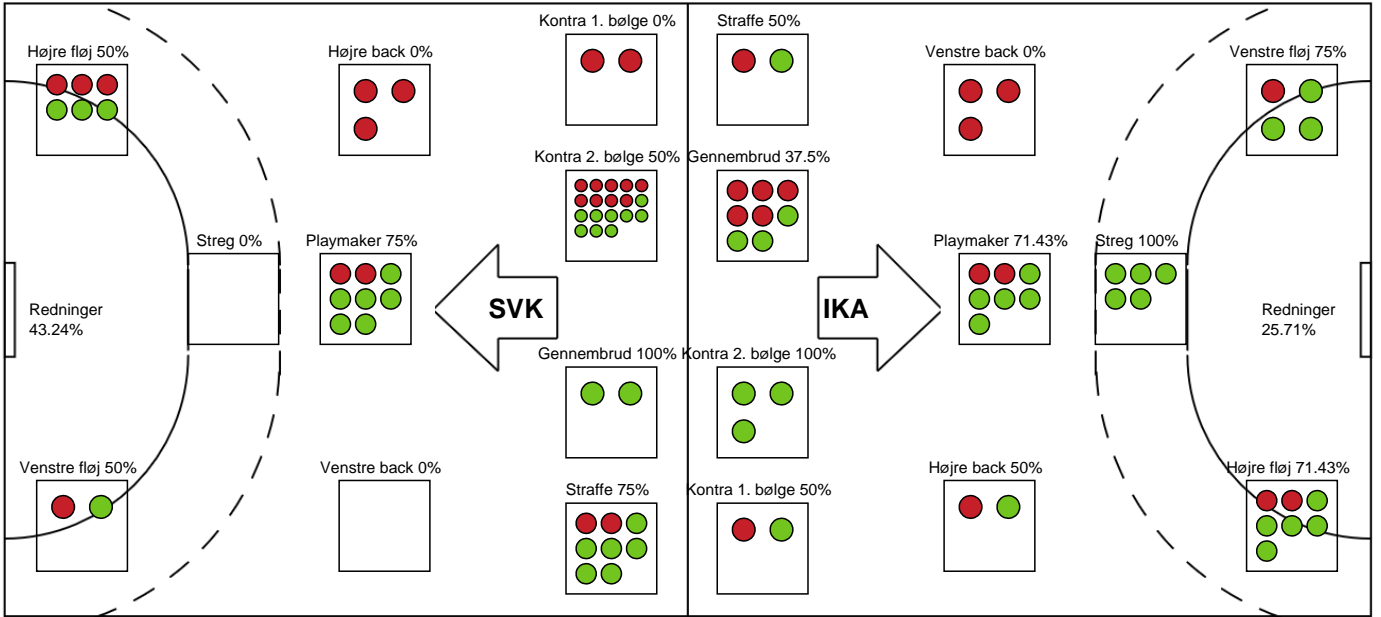 Kontra 1. bølge 0%
Straffe 50%
Højre fløj 50%
Højre back 0%
Venstre back 0%
Venstre fløj 75%
Kontra 2. bølge 50%
Gennembrud 37.5%
Streg 0%
Playmaker 75%
Playmaker 71.43%
Streg 100%
SVK
IKA
Redninger
43.24%
Redninger
25.71%
Gennembrud 100%
Kontra 2. bølge 100%
Venstre fløj 50%
Venstre back 0%
Straffe 75%
Kontra 1. bølge 50%
Højre back 50%
Højre fløj 71.43%